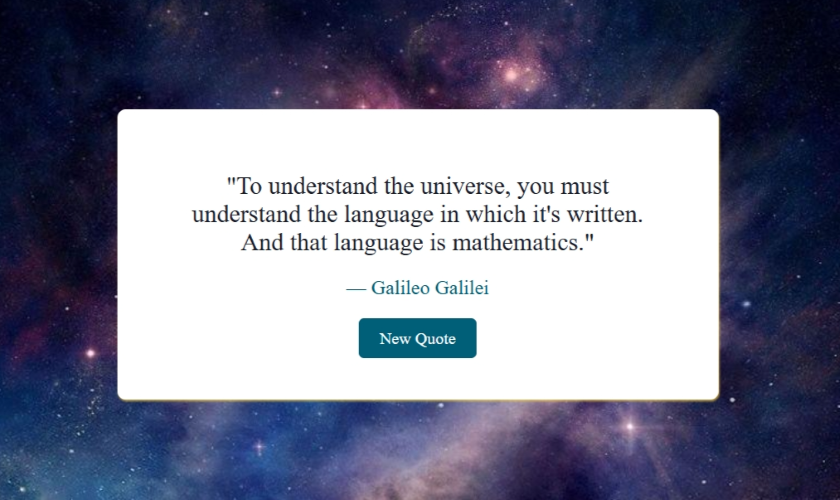 "To understand the universe, you must
understand the language in which it's written.
And that language is mathematics."
— Galileo Galilei
New Quote